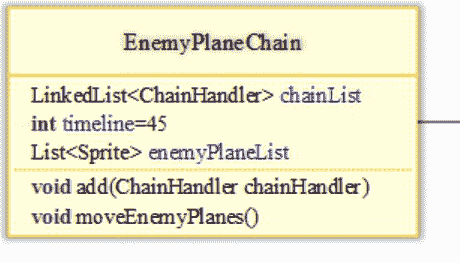 EnemyPlaneChain
LinkedList<ChainHandler> chainList
int timeline=45
List<Sprite> enemyPlaneList
void add(ChainHandler chainHandler)
void moveEnemyPlanes()